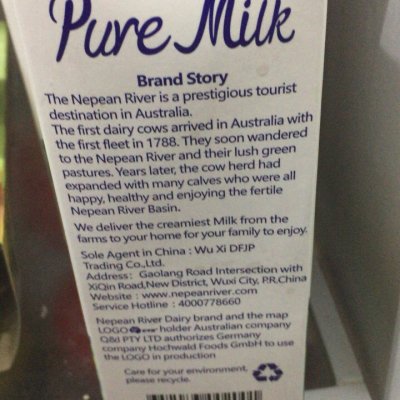 Pure Milk
Brand Story
The Nepean River is a prestigious tourist
destination in Australia.
The first dairy cows arrived in Australia with
the first fleet in 1788. They soon wandered
to the Nepean River and their lush green
pastures. Years later, the cow herd had
expanded with many calves who were all
happy, healthy and enjoying the fertile
Nepean River Basin.
We deliver the creamiest Milk from the
farms to your home for your family to enjoy.
Sole Agent in China : Wu Xi DFJP
Trading Co.,Ltd.
Address: Gaolang Road Intersection with
XiQin Road,New District, Wuxi City, P.R.China
Website : www.nepeanriver.com
Service Hotline : 4000778660
Nepean River Dairy brand and the map
LOGO holder Australian company
Q&I PTY LTD authorizes Germany
company Hochwald Foods GmbH to use
the LOGO in production
Care for your environment,
please recycle.